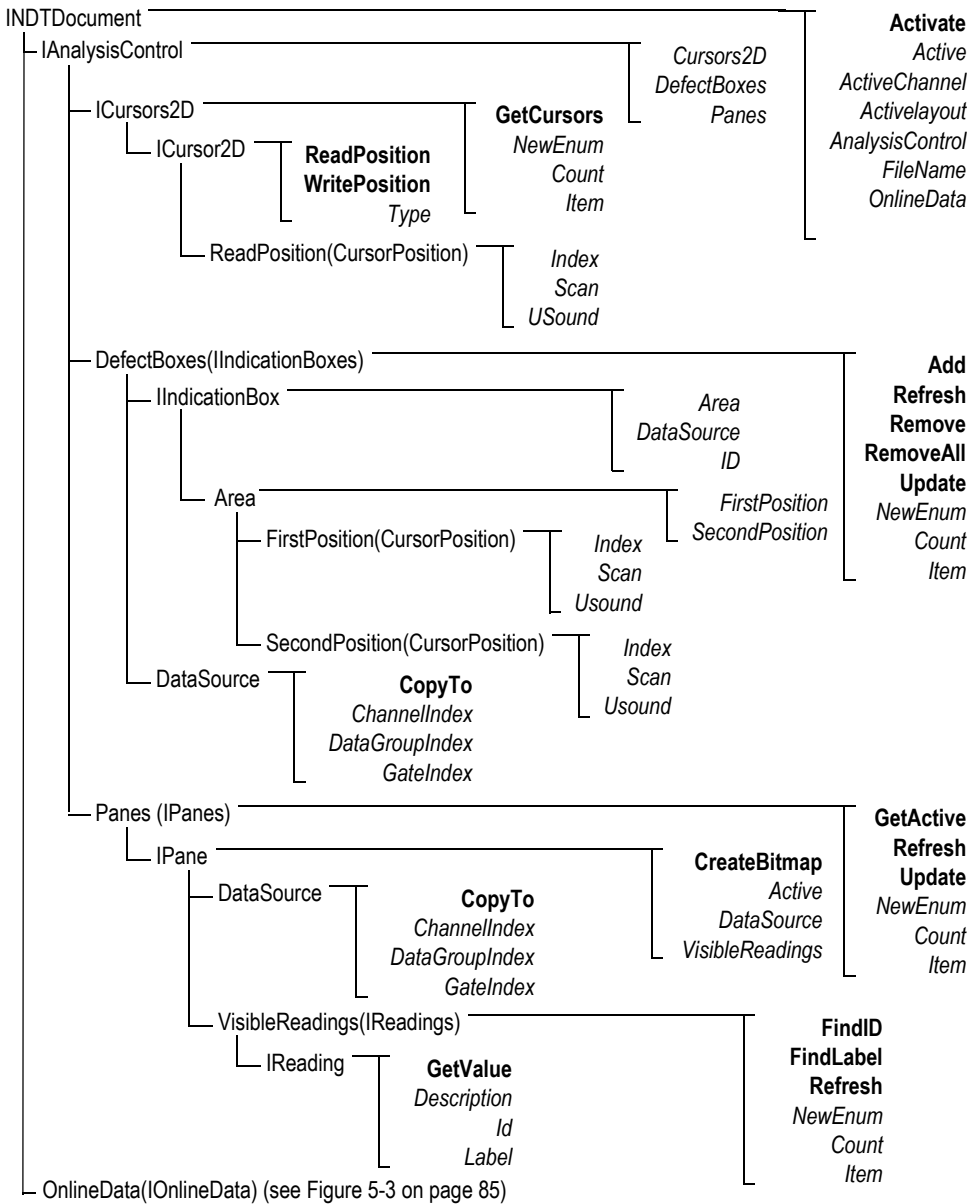 INDTDocument
Activate
Active
ActiveChannel
Activelayout
AnalysisControl
FileName
OnlineData
IAnalysisControl
Cursors2D
DefectBoxes
Panes
ICursors2D
GetCursors
NewEnum
Count
Item
ICursor2D
ReadPosition
WritePosition
Type
ReadPosition(CursorPosition)
Index
Scan
USound
DefectBoxes(IIndicationBoxes)
Add
Refresh
Remove
RemoveAll
Update
NewEnum
Count
Item
IIndicationBox
Area
DataSource
ID
Area
FirstPosition
SecondPosition
FirstPosition(CursorPosition)
Index
Scan
Usound
SecondPosition(CursorPosition)
Index
Scan
Usound
DataSource
CopyTo
ChannelIndex
DataGroupIndex
GateIndex
Panes (IPanes)
GetActive
Refresh
Update
NewEnum
Count
Item
IPane
CreateBitmap
Active
DataSource
VisibleReadings
DataSource
CopyTo
ChannelIndex
DataGroupIndex
GateIndex
VisibleReadings(IReadings)
FindID
FindLabel
Refresh
NewEnum
Count
Item
IReading
GetValue
Description
Id
Label
OnlineData(IOnlineData) (see Figure 5-3 on page 85)